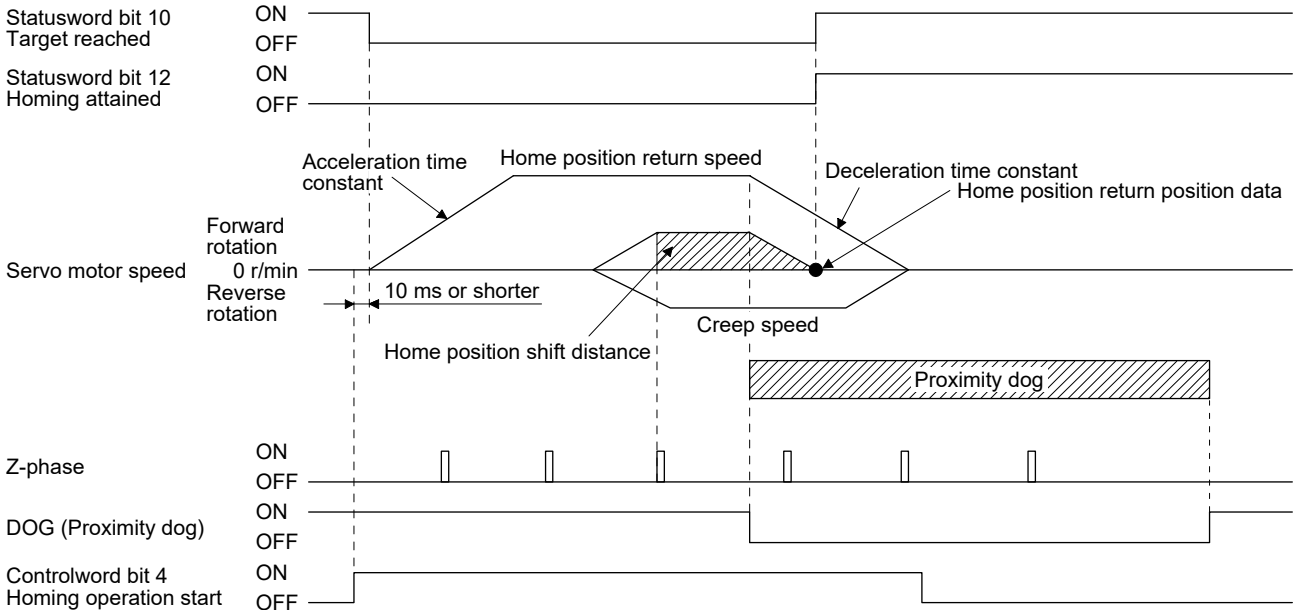 Statusword bit 10
Target reached
ON
OFF
Statusword bit 12
Homing attained
ON
OFF
Acceleration time
constant
Home position return speed
Deceleration time constant
Home position return position data
Forward
rotation
Servo motor speed
0 r/min
Reverse
rotation
10 ms or shorter
Creep speed
Home position shift distance
Proximity dog
Z-phase
ON
OFF
DOG (Proximity dog)
ON
OFF
Controlword bit 4
Homing operation start
ON
OFF